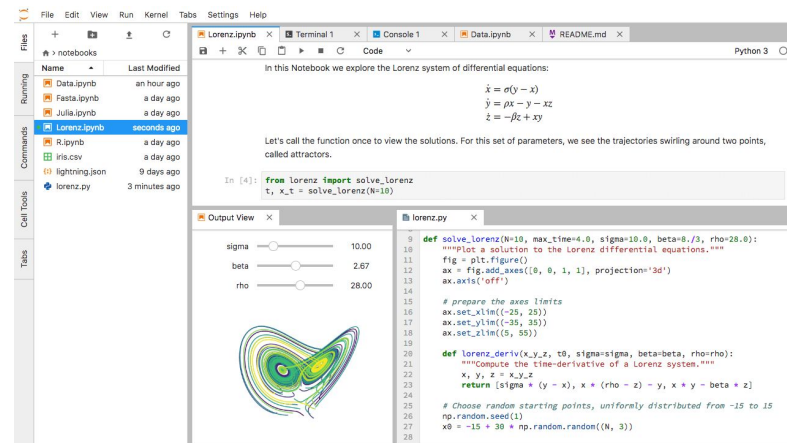 File Edit View Run Kernel Tabs Settings Help
Files
Running
Commands
Cell Tools
Tabs
> notebooks
Name Last Modified
Data.ipynb an hour ago
Fasta.ipynb a day ago
Julia.ipynb a day ago
Lorenz.ipynb seconds ago
R.ipynb a day ago
iris.csv a day ago
lightning.json 9 days ago
lorenz.py 3 minutes ago
Lorenz.ipynb Terminal 1 Console 1 Data.ipynb README.md
Code Python 3
In this Notebook we explore the Lorenz system of differential equations:
ẋ = σ(y − x)
ẏ = ρx − y − xz
ż = −βz + xy
Let's call the function once to view the solutions. For this set of parameters, we see the trajectories swirling around two points,
called attractors.
In [4]: from lorenz import solve_lorenz
t, x_t = solve_lorenz(N=10)
Output View
sigma 10.00
beta 2.67
rho 28.00
lorenz.py
9 def solve_lorenz(N=10, max_time=4.0, sigma=10.0, beta=8./3, rho=28.0):
10 """Plot a solution to the Lorenz differential equations."""
11 fig = plt.figure()
12 ax = fig.add_axes([0, 0, 1, 1], projection='3d')
13 ax.axis('off')
14
15 # prepare the axes limits
16 ax.set_xlim((-25, 25))
17 ax.set_ylim((-35, 35))
18 ax.set_zlim((5, 55))
19
20 def lorenz_deriv(x_y_z, t0, sigma=sigma, beta=beta, rho=rho):
21 """Compute the time-derivative of a Lorenz system."""
22 x, y, z = x_y_z
23 return [sigma * (y - x), x * (rho - z) - y, x * y - beta * z]
24
25 # Choose random starting points, uniformly distributed from -15 to 15
26 np.random.seed(1)
27 x0 = -15 + 30 * np.random.random((N, 3))
28